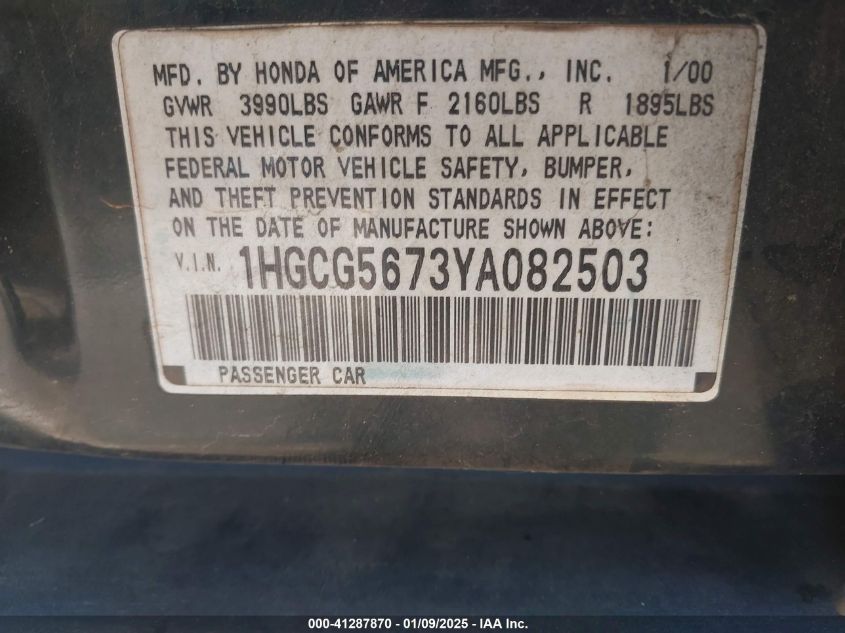 MFD. BY HONDA OF AMERICA MFG., INC. 1/00
GVWR 3990LBS GAWR F 2160LBS R 1895LBS
THIS VEHICLE CONFORMS TO ALL APPLICABLE
FEDERAL MOTOR VEHICLE SAFETY, BUMPER,
AND THEFT PREVENTION STANDARDS IN EFFECT
ON THE DATE OF MANUFACTURE SHOWN ABOVE:
V.I.N. 1HGCG5673YA082503
PASSENGER CAR
000-41287870 - 01/09/2025 - IAA Inc.